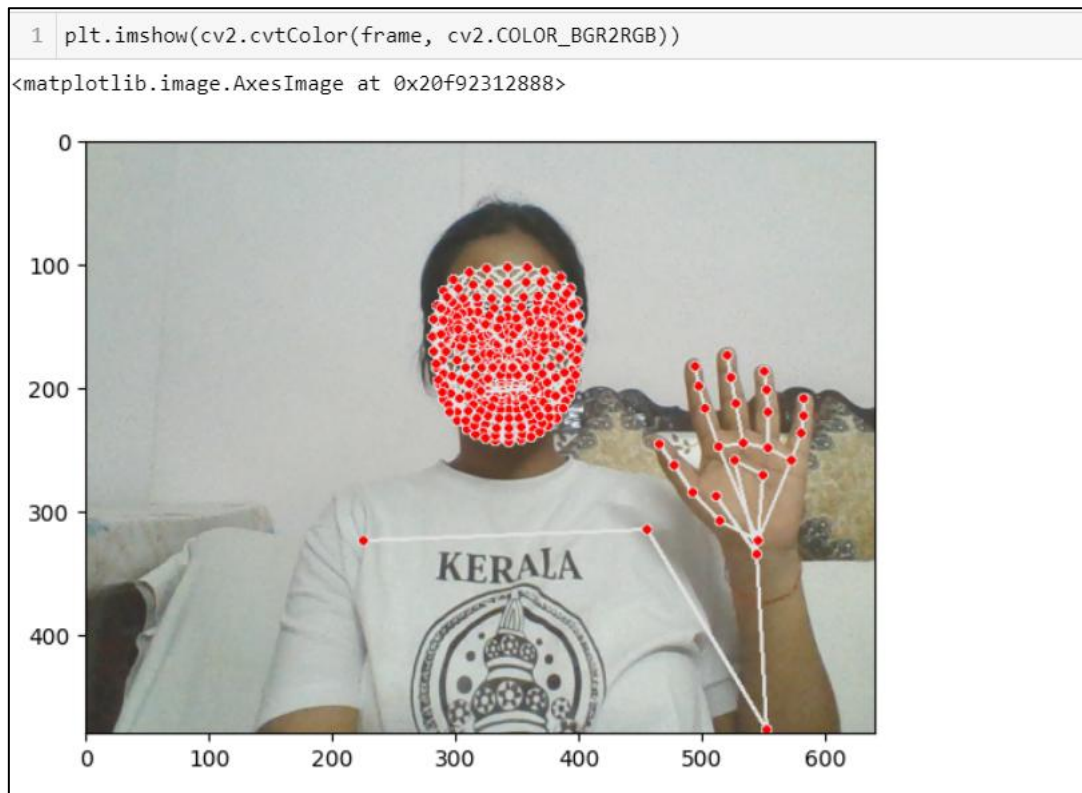 1 plt.imshow(cv2.cvtColor(frame, cv2.COLOR_BGR2RGB))
<matplotlib.image.AxesImage at 0x20f92312888>
0
100
200
300
400
KERALA
0 100 200 300 400 500 600